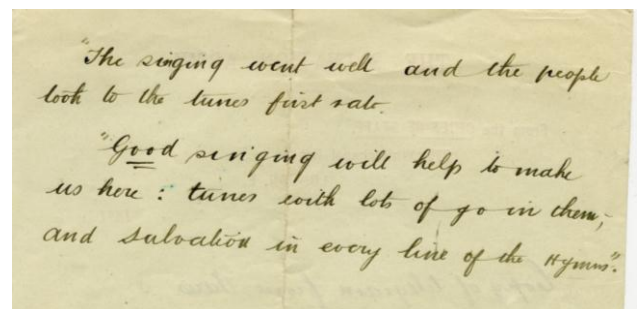 "The singing went well and the people
took to the tunes first rate.
"Good singing will help to make
us here: tunes with lots of go in them,
and salvation in every line of the Hymns".